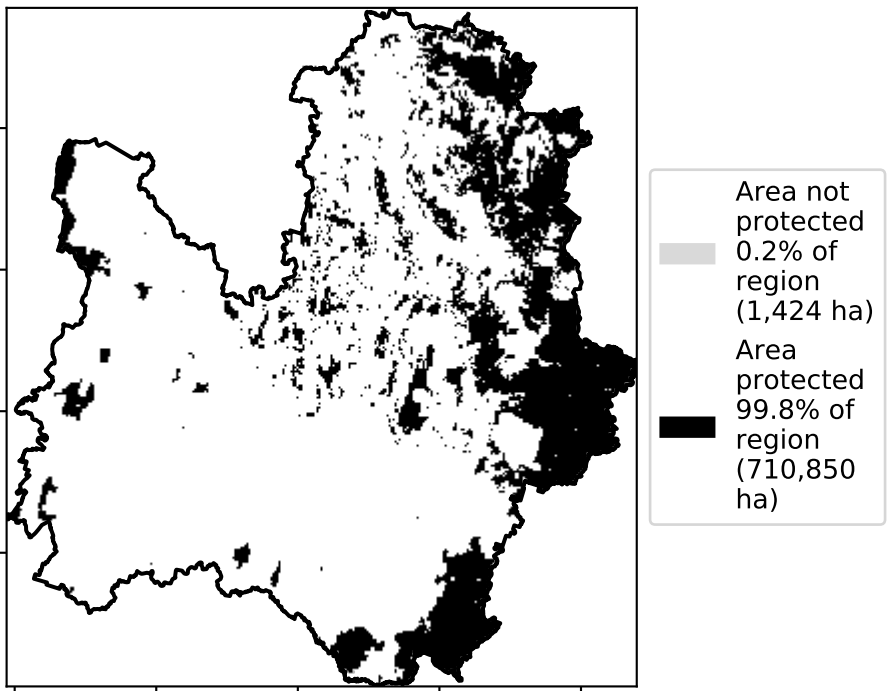 Area not
protected
0.2% of
region
(1,424 ha)
Area
protected
99.8% of
region
(710,850
ha)